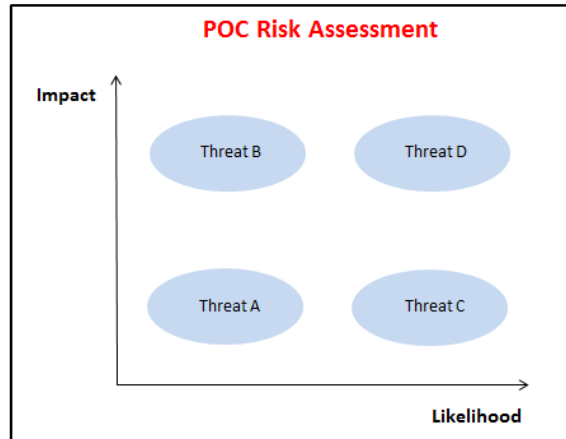 POC Risk Assessment
Impact
Threat B
Threat D
Threat A
Threat C
Likelihood